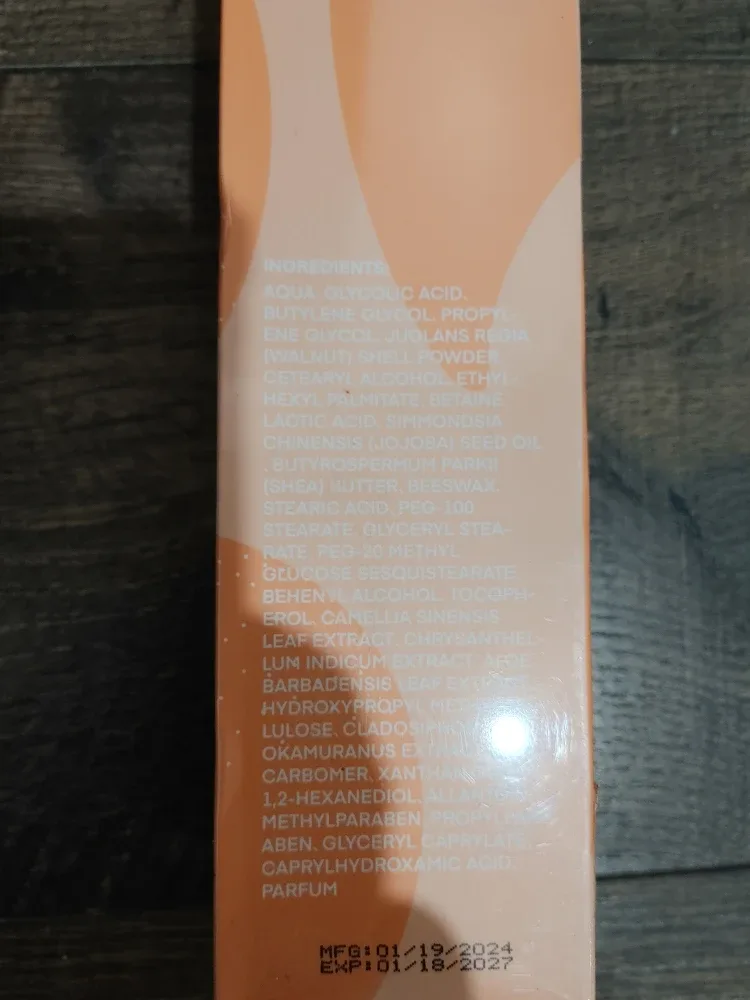 INGREDIENTS:
AQUA, GLYCOLIC ACID,
BUTYLENE GLYCOL, PROPYL-
ENE GLYCOL, JUGLANS REGIA
(WALNUT) SHELL POWDER,
CETEARYL ALCOHOL, ETHYL-
HEXYL PALMITATE, BETAINE,
LACTIC ACID, SIMMONDSIA
CHINENSIS (JOJOBA) SEED OIL
, BUTYROSPERMUM PARKII
(SHEA) BUTTER, BEESWAX,
STEARIC ACID, PEG-100
STEARATE, GLYCERYL STEA-
RATE, PEG-20 METHYL
GLUCOSE SESQUISTEARATE,
BEHENYL ALCOHOL, TOCOPH-
EROL, CAMELLIA SINENSIS
LEAF EXTRACT, CHRYSANTHEL-
LUM INDICUM EXTRACT, ALOE
BARBADENSIS LEAF EXTRACT,
HYDROXYPROPYL
LULOSE,
OKAMURANUS
CARBOMER, XANTHAN
1,2-HEXANEDIOL,
METHYLPARABEN,
ABEN, GLYCERYL CAPRYLATE,
CAPRYLHYDROXAMIC ACID,
PARFUM
MFG:01/19/2024
EXP:01/18/2027